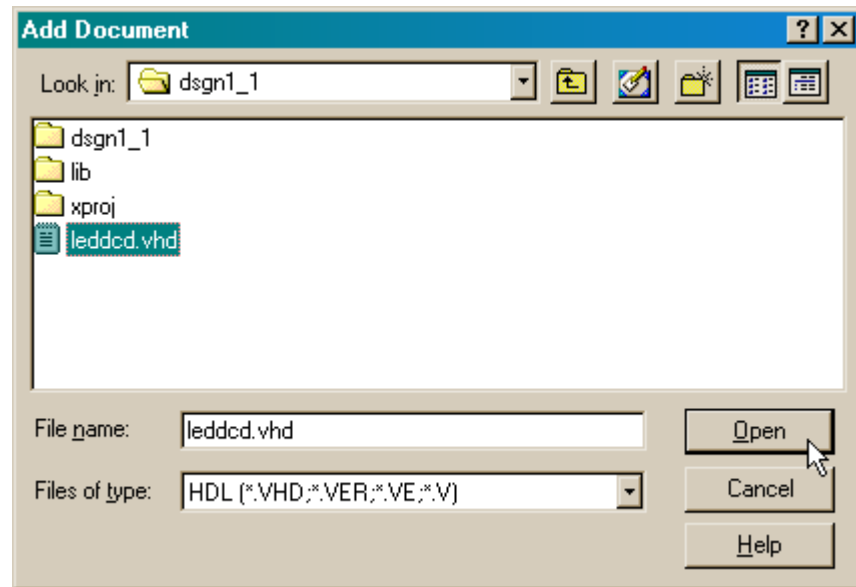 Add Document
Look in: dsgn1_1
dsgn1_1
lib
xproj
leddcd.vhd
File name: leddcd.vhd Open
Files of type: HDL (*.VHD;*.VER;*.VE;*.V) Cancel
Help